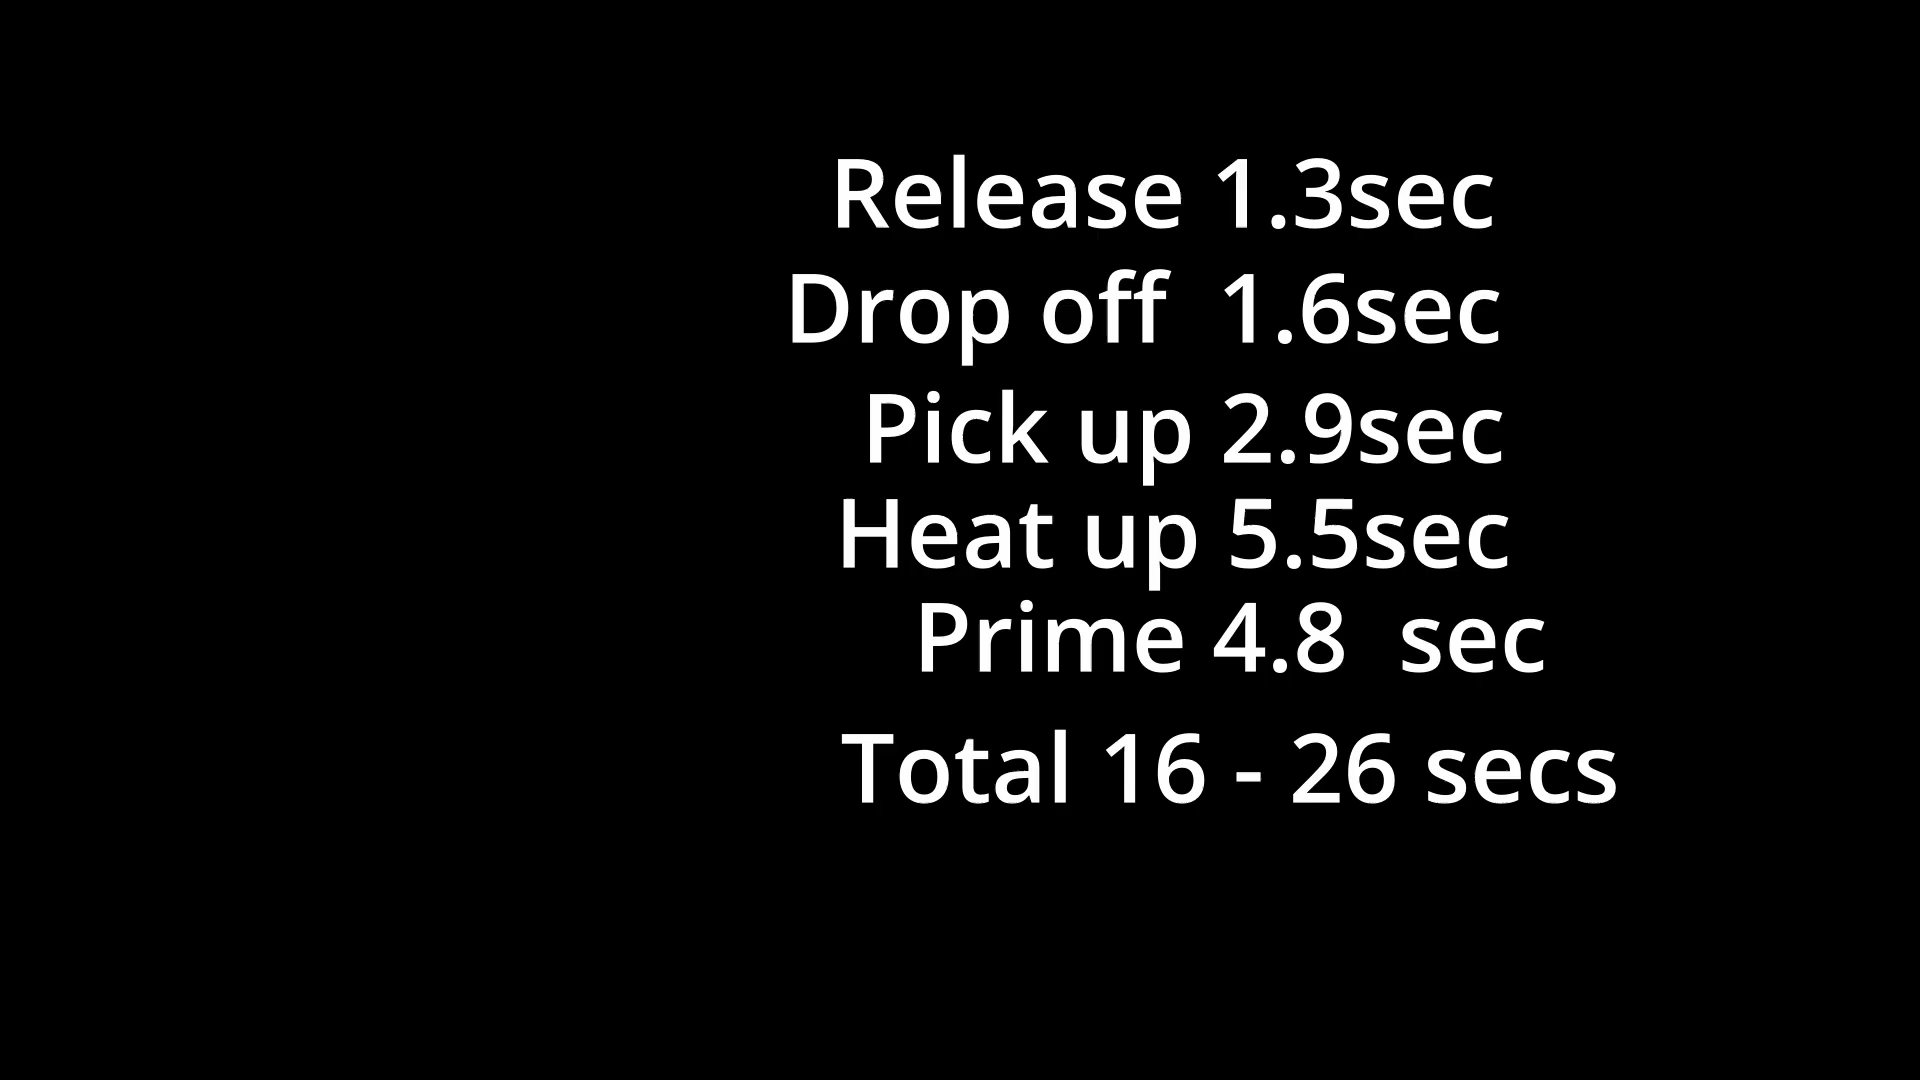 Release 1.3sec
Drop off  1.6sec
Pick up 2.9sec
Heat up 5.5sec
Prime 4.8  sec
Total 16 - 26 secs